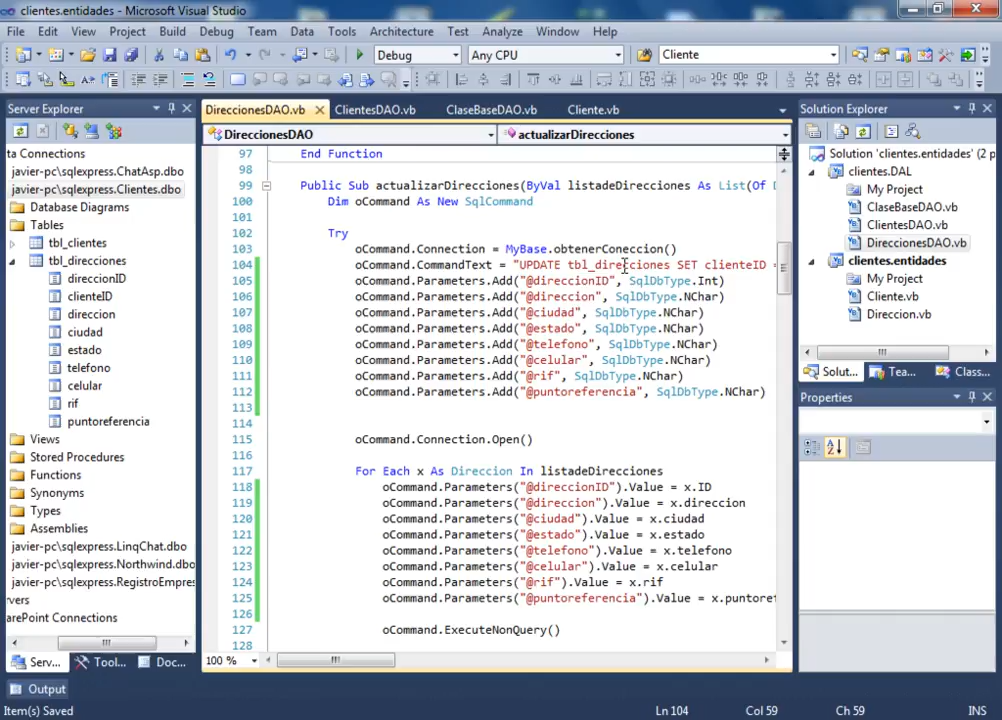 clientes.entidades - Microsoft Visual Studio
File Edit View Project Build Debug Team Data Tools Architecture Test Analyze Window Help
Debug Any CPU Cliente
Server Explorer
ta Connections
javier-pc\sqlexpress.ChatAsp.dbo
javier-pc\sqlexpress.Clientes.dbo
Database Diagrams
Tables
tbl_clientes
tbl_direcciones
direccionID
clienteID
direccion
ciudad
estado
telefono
celular
rif
puntoreferencia
Views
Stored Procedures
Functions
Synonyms
Types
Assemblies
javier-pc\sqlexpress.LinqChat.dbo
javier-pc\sqlexpress.Northwind.dbo
javier-pc\sqlexpress.RegistroEmpres
rvers
arePoint Connections
Serv... Tool... Doc...
DireccionesDAO.vb ClientesDAO.vb ClaseBaseDAO.vb Cliente.vb
DireccionesDAO actualizarDirecciones
97 End Function
98
99 Public Sub actualizarDirecciones(ByVal listadeDirecciones As List(Of D
100 Dim oCommand As New SqlCommand
101
102 Try
103 oCommand.Connection = MyBase.obtenerConeccion()
104 oCommand.CommandText = "UPDATE tbl_direcciones SET clienteID =
105 oCommand.Parameters.Add("@direccionID", SqlDbType.Int)
106 oCommand.Parameters.Add("@direccion", SqlDbType.NChar)
107 oCommand.Parameters.Add("@ciudad", SqlDbType.NChar)
108 oCommand.Parameters.Add("@estado", SqlDbType.NChar)
109 oCommand.Parameters.Add("@telefono", SqlDbType.NChar)
110 oCommand.Parameters.Add("@celular", SqlDbType.NChar)
111 oCommand.Parameters.Add("@rif", SqlDbType.NChar)
112 oCommand.Parameters.Add("@puntoreferencia", SqlDbType.NChar)
113
114
115 oCommand.Connection.Open()
116
117 For Each x As Direccion In listadeDirecciones
118 oCommand.Parameters("@direccionID").Value = x.ID
119 oCommand.Parameters("@direccion").Value = x.direccion
120 oCommand.Parameters("@ciudad").Value = x.ciudad
121 oCommand.Parameters("@estado").Value = x.estado
122 oCommand.Parameters("@telefono").Value = x.telefono
123 oCommand.Parameters("@celular").Value = x.celular
124 oCommand.Parameters("@rif").Value = x.rif
125 oCommand.Parameters("@puntoreferencia").Value = x.puntoref
126
127 oCommand.ExecuteNonQuery()
128
100 %
Solution Explorer
Solution 'clientes.entidades' (2 p
clientes.DAL
My Project
ClaseBaseDAO.vb
ClientesDAO.vb
DireccionesDAO.vb
clientes.entidades
My Project
Cliente.vb
Direccion.vb
Solut... Tea... Class...
Properties
Output
Item(s) Saved Ln 104 Col 59 Ch 59 INS